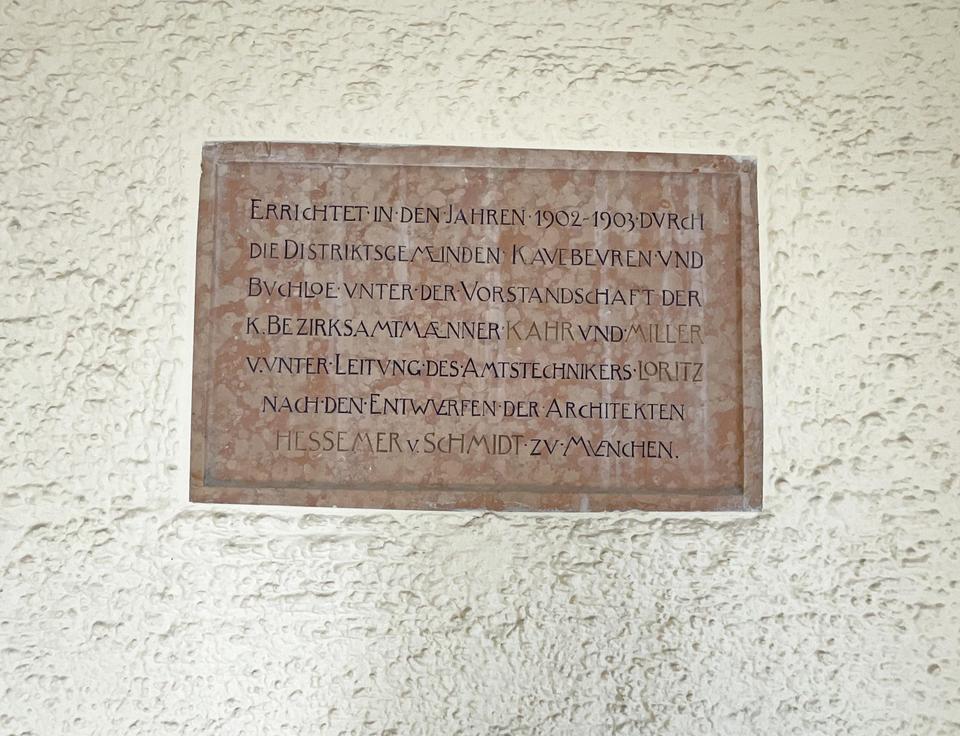 ERRICHTET·IN·DEN·JAHREN·1902-1903·DVRCH
DIE DISTRIKTSGEMEINDEN·KAVFBEVREN·VND
BVCHLOE·VNTER·DER·VORSTANDSCHAFT DER
K.BEZIRKSAMTMÆNNER·KAHR VND·MILLER
V.VNTER·LEITVNG·DES·AMTSTECHNIKERS·LORITZ
NACH·DEN·ENTWVERFEN·DER·ARCHITEKTEN
HESSEMER V.SCHMIDT·ZV·MVENCHEN.